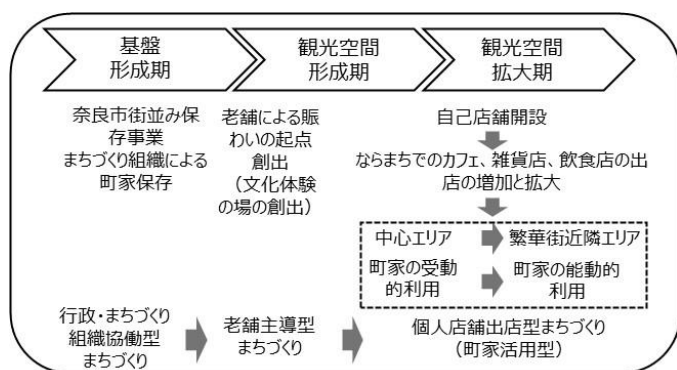 基盤
形成期
観光空間
形成期
観光空間
拡大期
奈良市街並み保
存事業
まちづくり組織による
町家保存
老舗による賑
わいの起点
創出
（文化体験
の場の創出）
自己店舗開設
ならまちでのカフェ、雑貨店、飲食店の出
店の増加と拡大
中心エリア
繁華街近隣エリア
町家の受動
的利用
町家の能動的
利用
行政・まちづくり
組織協働型
まちづくり
老舗主導型
まちづくり
個人店舗出店型まちづくり
（町家活用型）